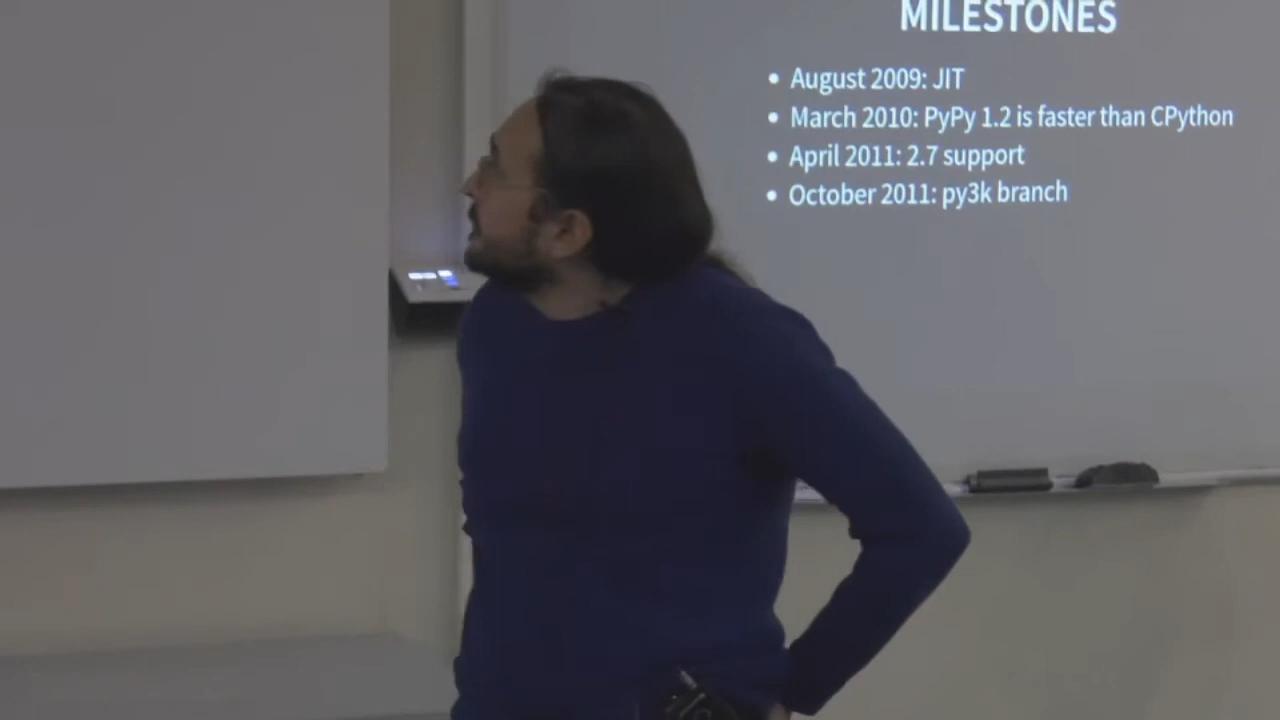 MILESTONES
• August 2009: JIT
• March 2010: PyPy 1.2 is faster than CPython
• April 2011: 2.7 support
• October 2011: py3k branch